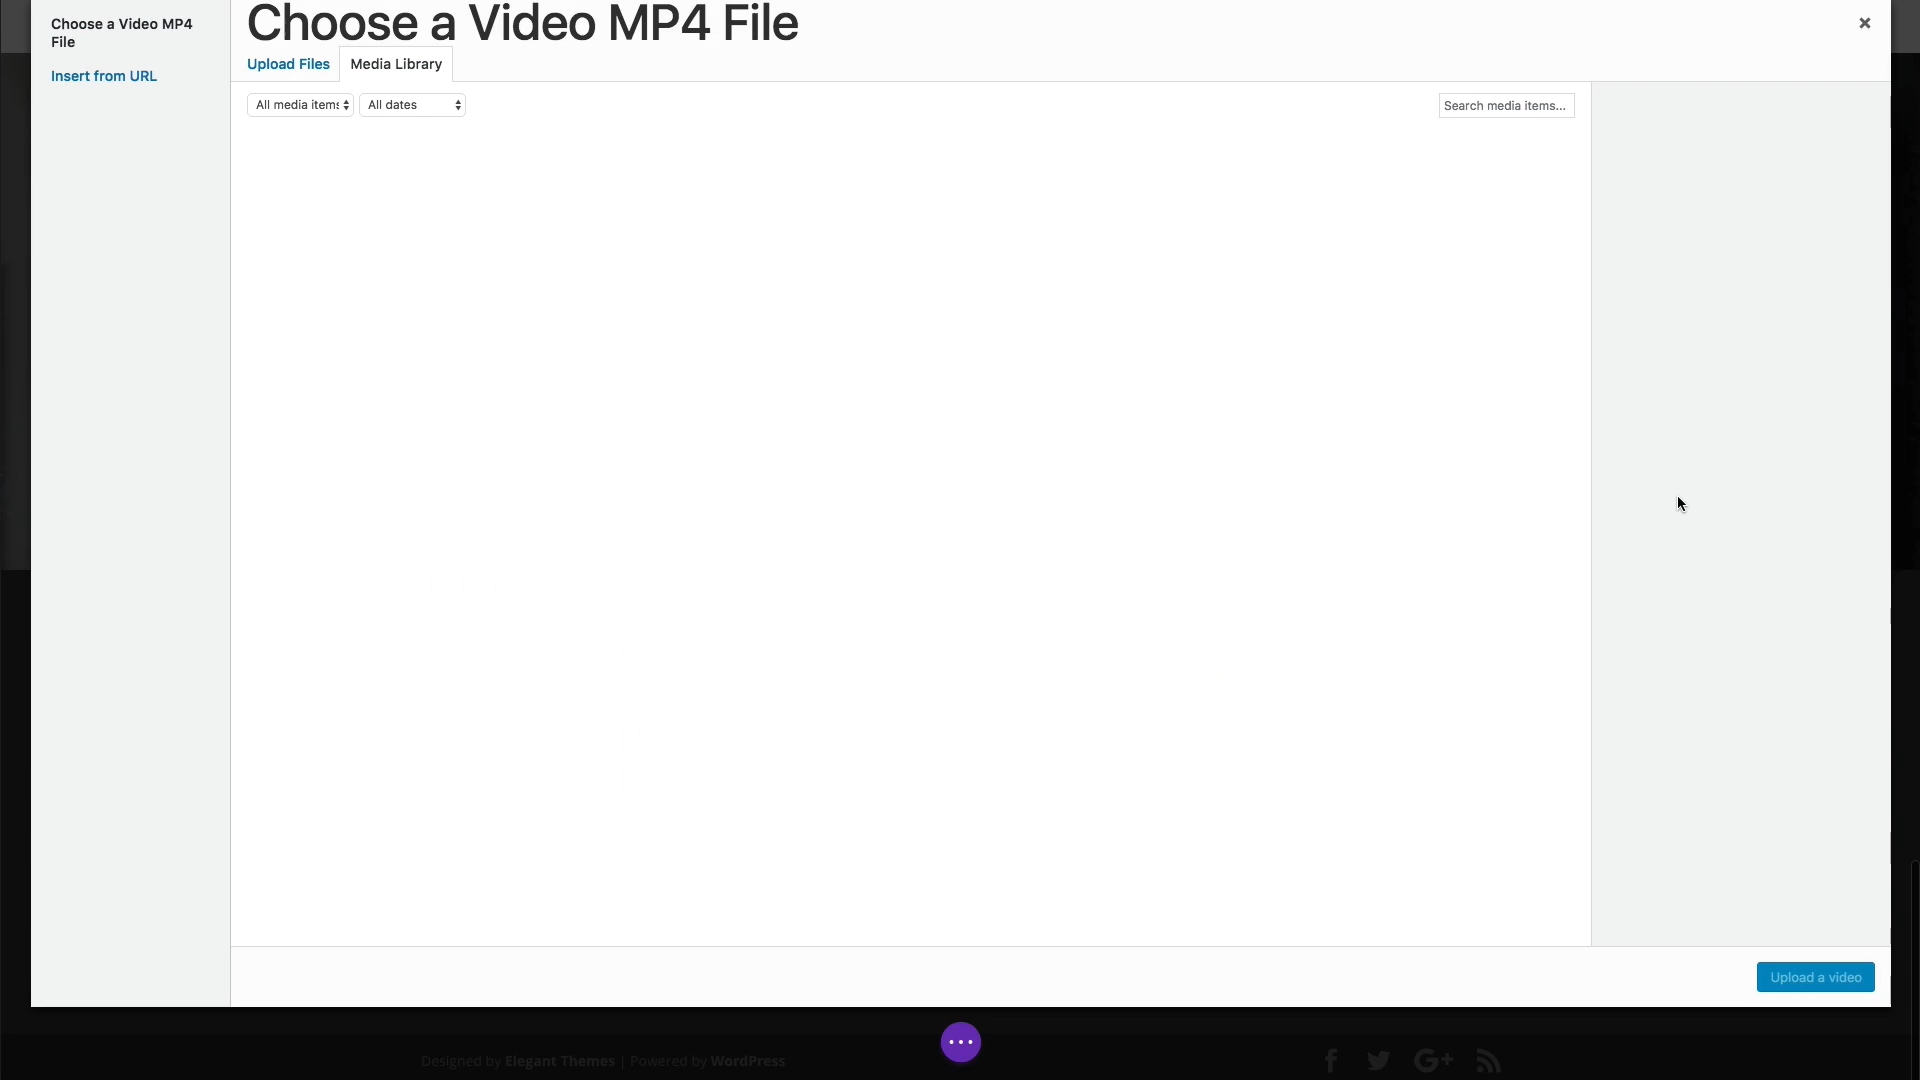 Choose a Video MP4
File
Insert from URL
Choose a Video MP4 File
Upload Files
Media Library
All media items
All dates
Search media items...
Upload a video
Designed by Elegant Themes | Powered by WordPress